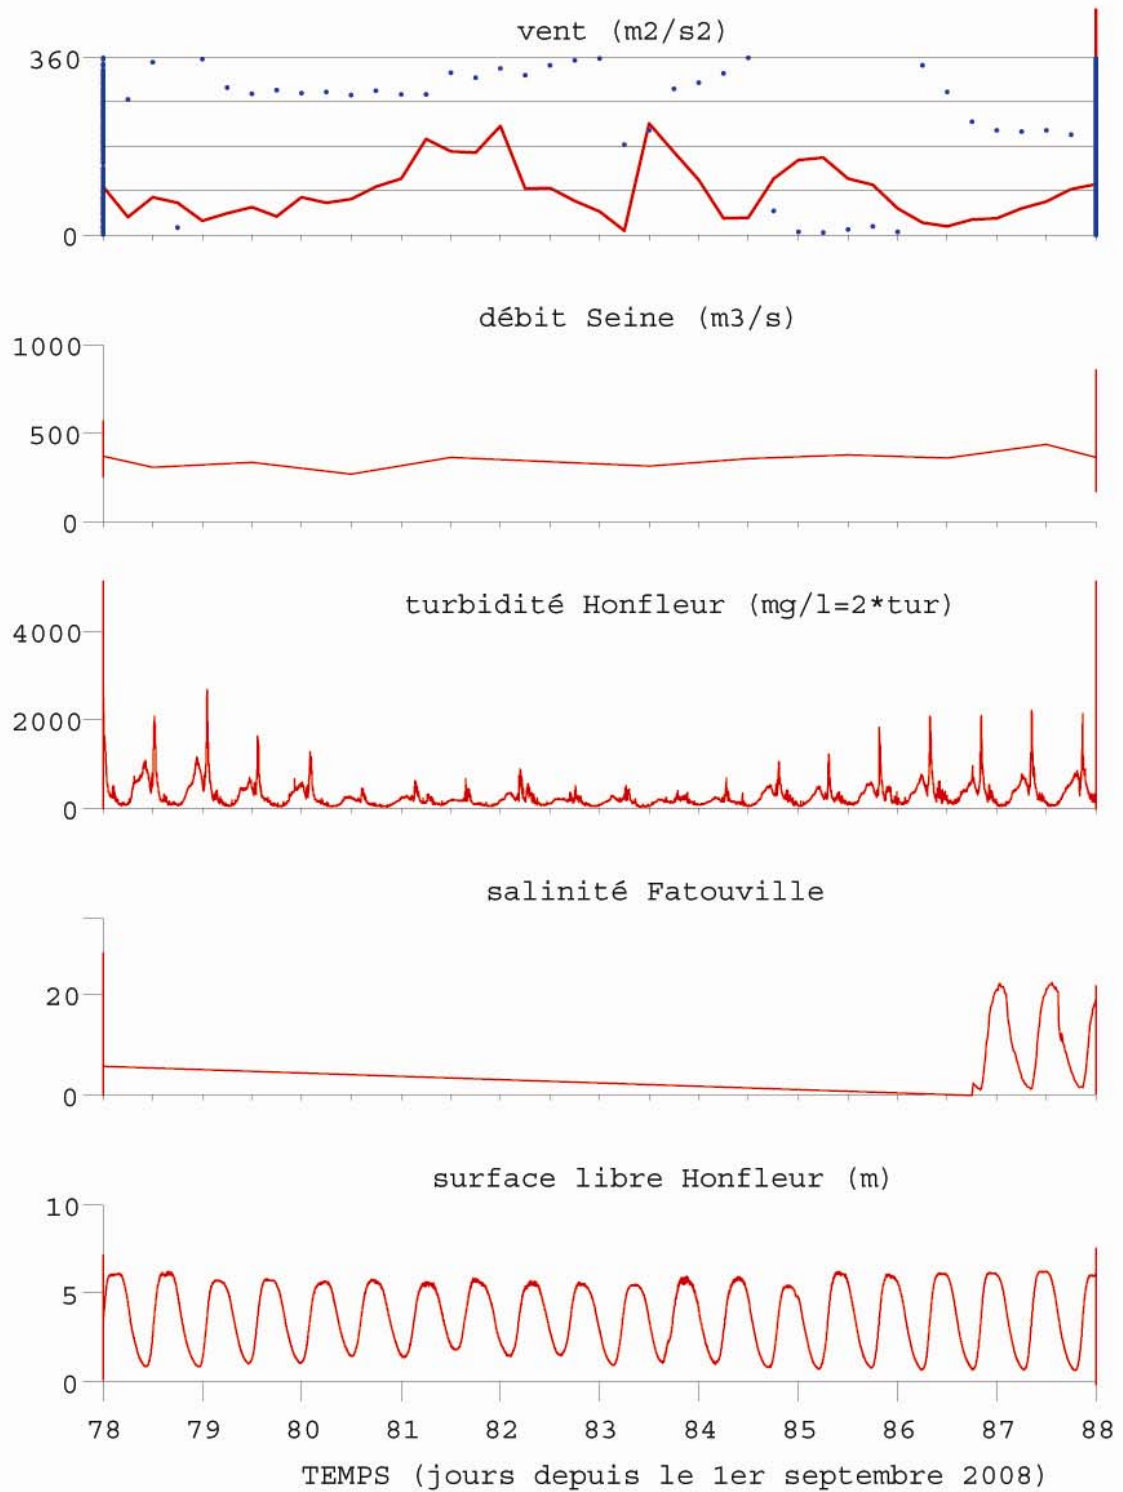 vent (m2/s2)
360
0
débit Seine (m3/s)
1000
500
0
turbidité Honfleur (mg/l=2*tur)
4000
2000
0
salinité Fatouville
20
0
surface libre Honfleur (m)
10
5
0
78 79 80 81 82 83 84 85 86 87 88
TEMPS (jours depuis le 1er septembre 2008)